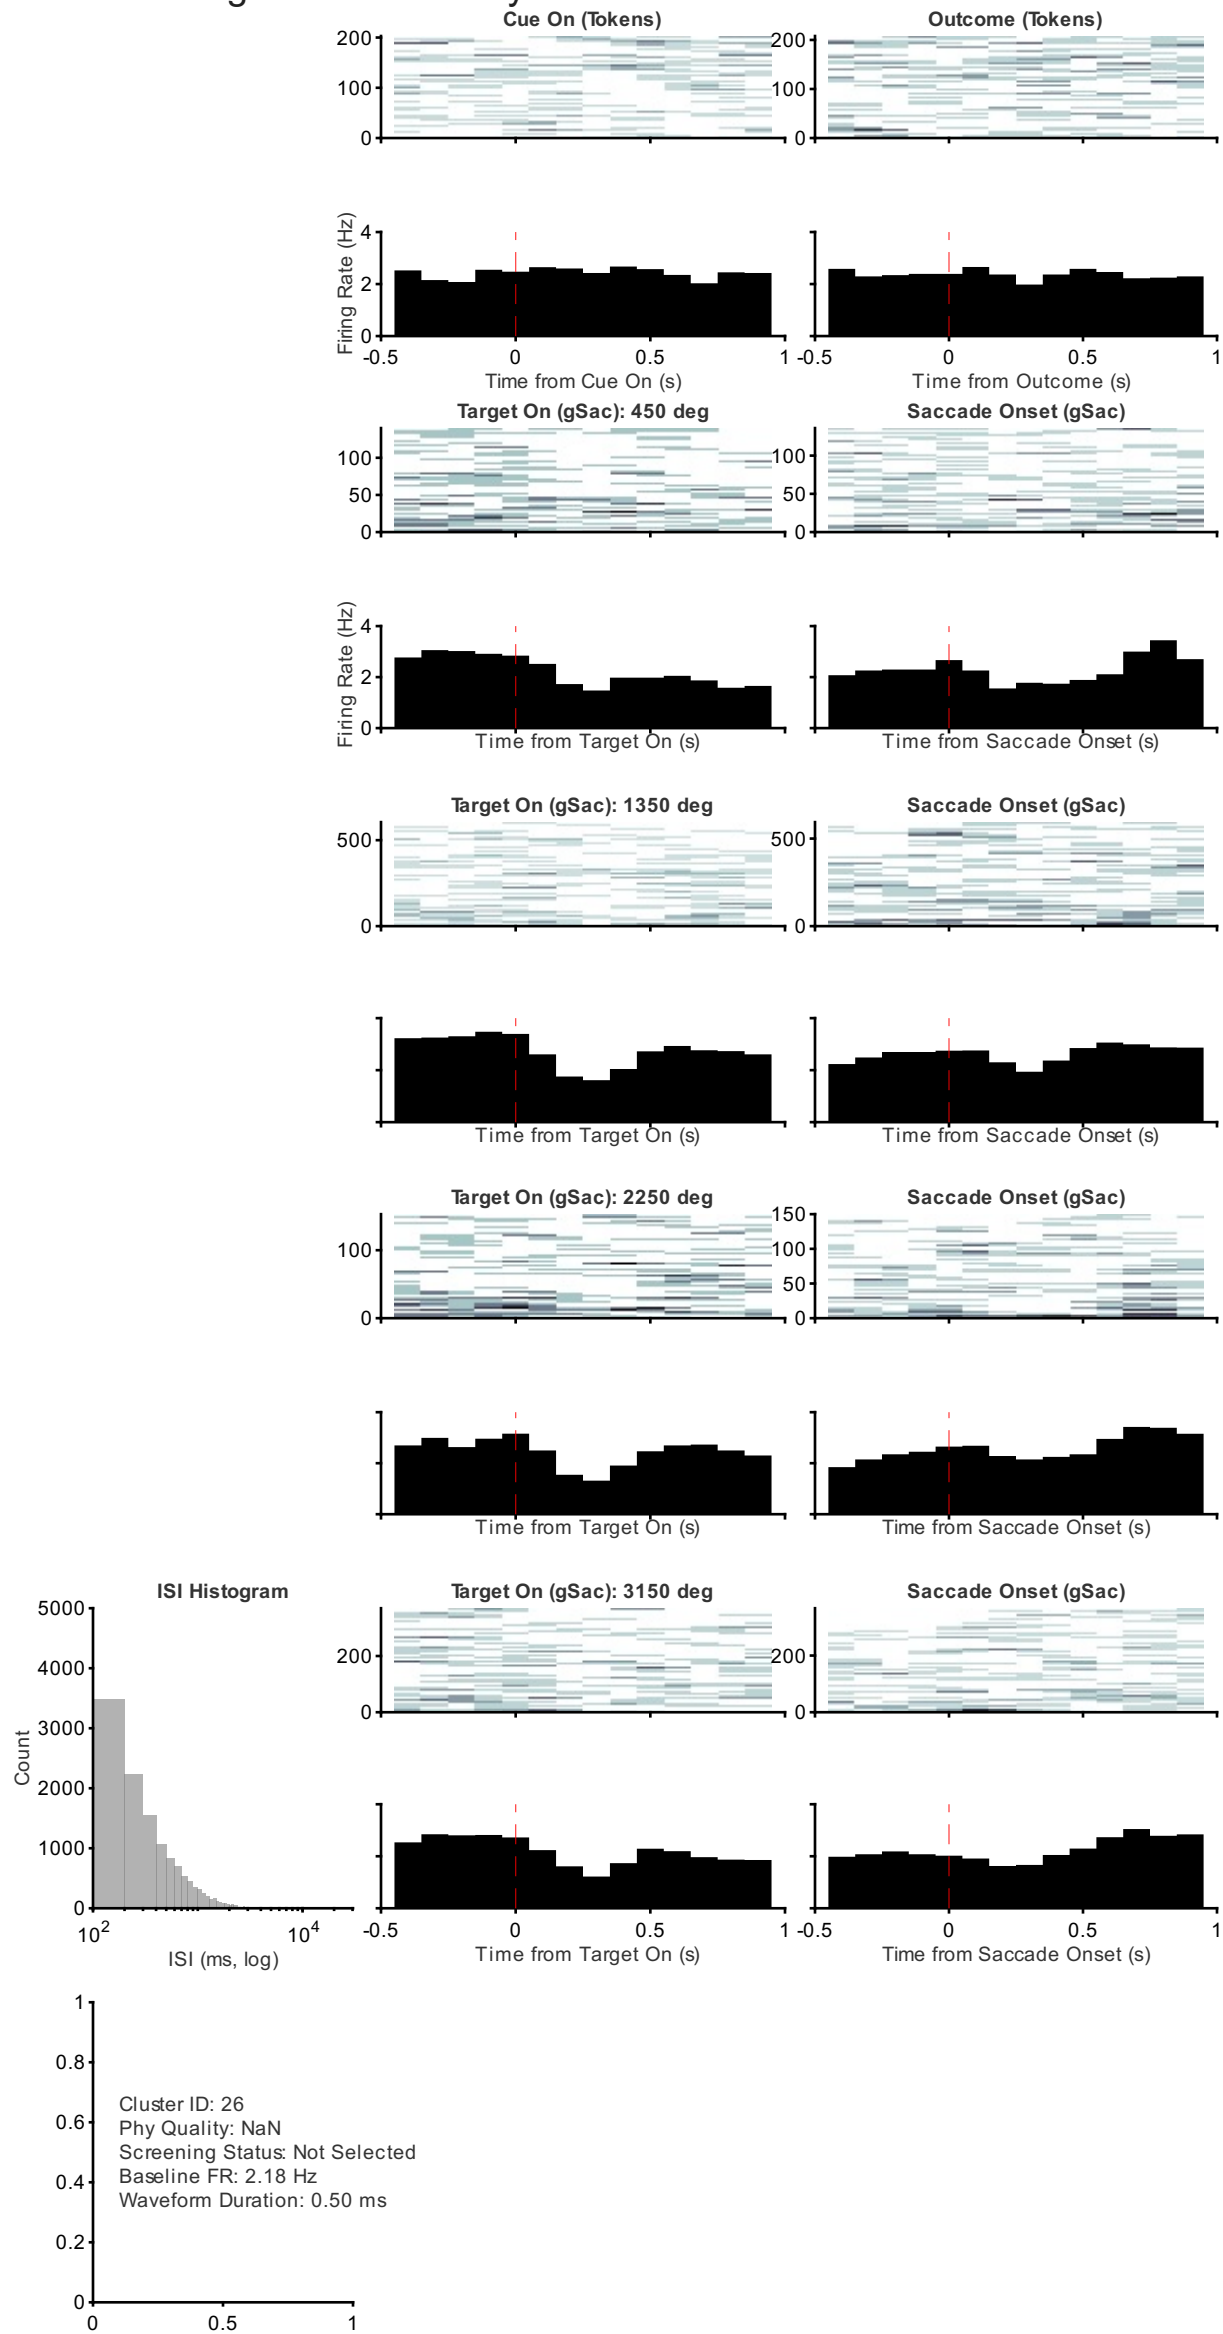 Cue On (Tokens)
Outcome (Tokens)
200
100
0
200
100
0
Firing Rate (Hz)
4
2
0
-0.5
0
0.5
1
-0.5
0
0.5
1
Time from Cue On (s)
Time from Outcome (s)
Target On (gSac): 450 deg
Saccade Onset (gSac)
100
50
0
100
50
0
Firing Rate (Hz)
4
2
0
Time from Target On (s)
Time from Saccade Onset (s)
Target On (gSac): 1350 deg
Saccade Onset (gSac)
500
0
500
0
Time from Target On (s)
Time from Saccade Onset (s)
Target On (gSac): 2250 deg
Saccade Onset (gSac)
100
0
150
100
50
0
Time from Target On (s)
Time from Saccade Onset (s)
ISI Histogram
Target On (gSac): 3150 deg
Saccade Onset (gSac)
5000
4000
3000
2000
1000
0
Count
10²
10⁴
ISI (ms, log)
200
0
200
0
-0.5
0
0.5
1
-0.5
0
0.5
1
Time from Target On (s)
Time from Saccade Onset (s)
1
0.8
0.6
0.4
0.2
0
Cluster ID: 26
Phy Quality: NaN
Screening Status: Not Selected
Baseline FR: 2.18 Hz
Waveform Duration: 0.50 ms
0
0.5
1